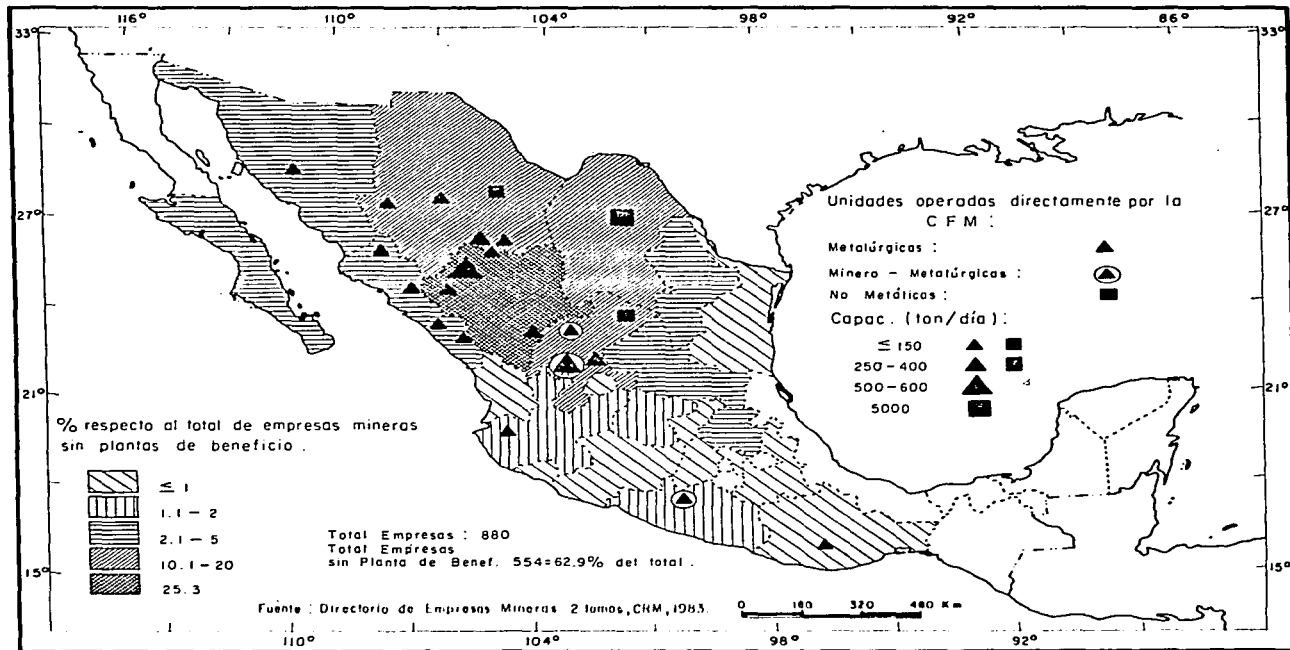 116° 110° 104° 98° 92° 86°
33° 33°
27° 27°
21° 21°
15° 15°
Unidades operadas directamente por la
CFM :
Metalúrgicas :
Minero - Metalúrgicas :
No Metálicas :
Capac. (ton/día) :
≤ 150
250-400
500-600
5000
% respecto al total de empresas mineras
sin plantas de beneficio .
≤ 1
1.1 - 2
2.1 - 5
10.1 - 20
25.3
Total Empresas : 880
Total Empresas
sin Planta de Benef. 554=62.9% del total .
Fuente : Directorio de Empresas Mineras 2 tomos, CRM, 1983.
0 160 320 480 Km
110° 104° 98° 92°